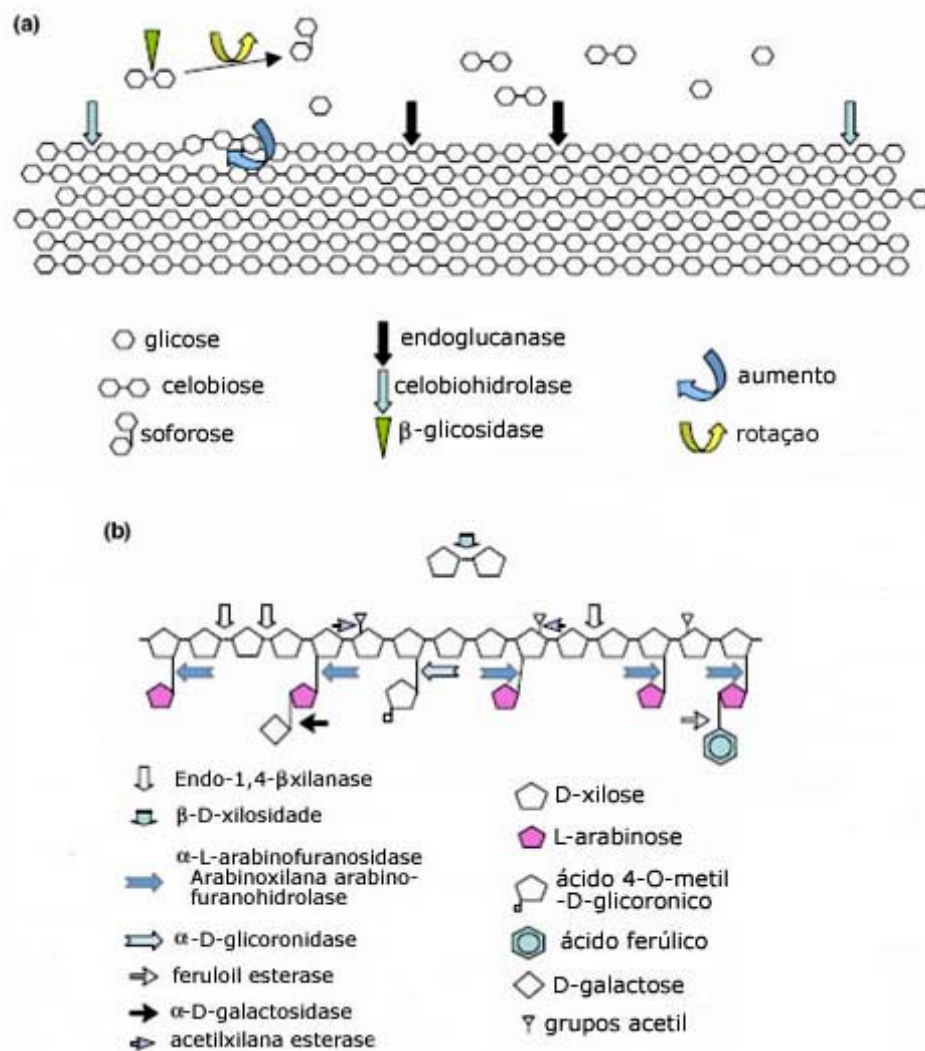 (a)
glicose
celobiose
soforose
endoglucanase
celobiohidrolase
β-glicosidase
aumento
rotaçao
(b)
Endo-1,4-βxilanase
β-D-xilosidade
α-L-arabinofuranosidase
Arabinoxilana arabino-
furanohidrolase
α-D-glicoronidase
feruloil esterase
α-D-galactosidase
acetilxilana esterase
D-xilose
L-arabinose
ácido 4-O-metil
-D-glicoronico
ácido ferúlico
D-galactose
grupos acetil